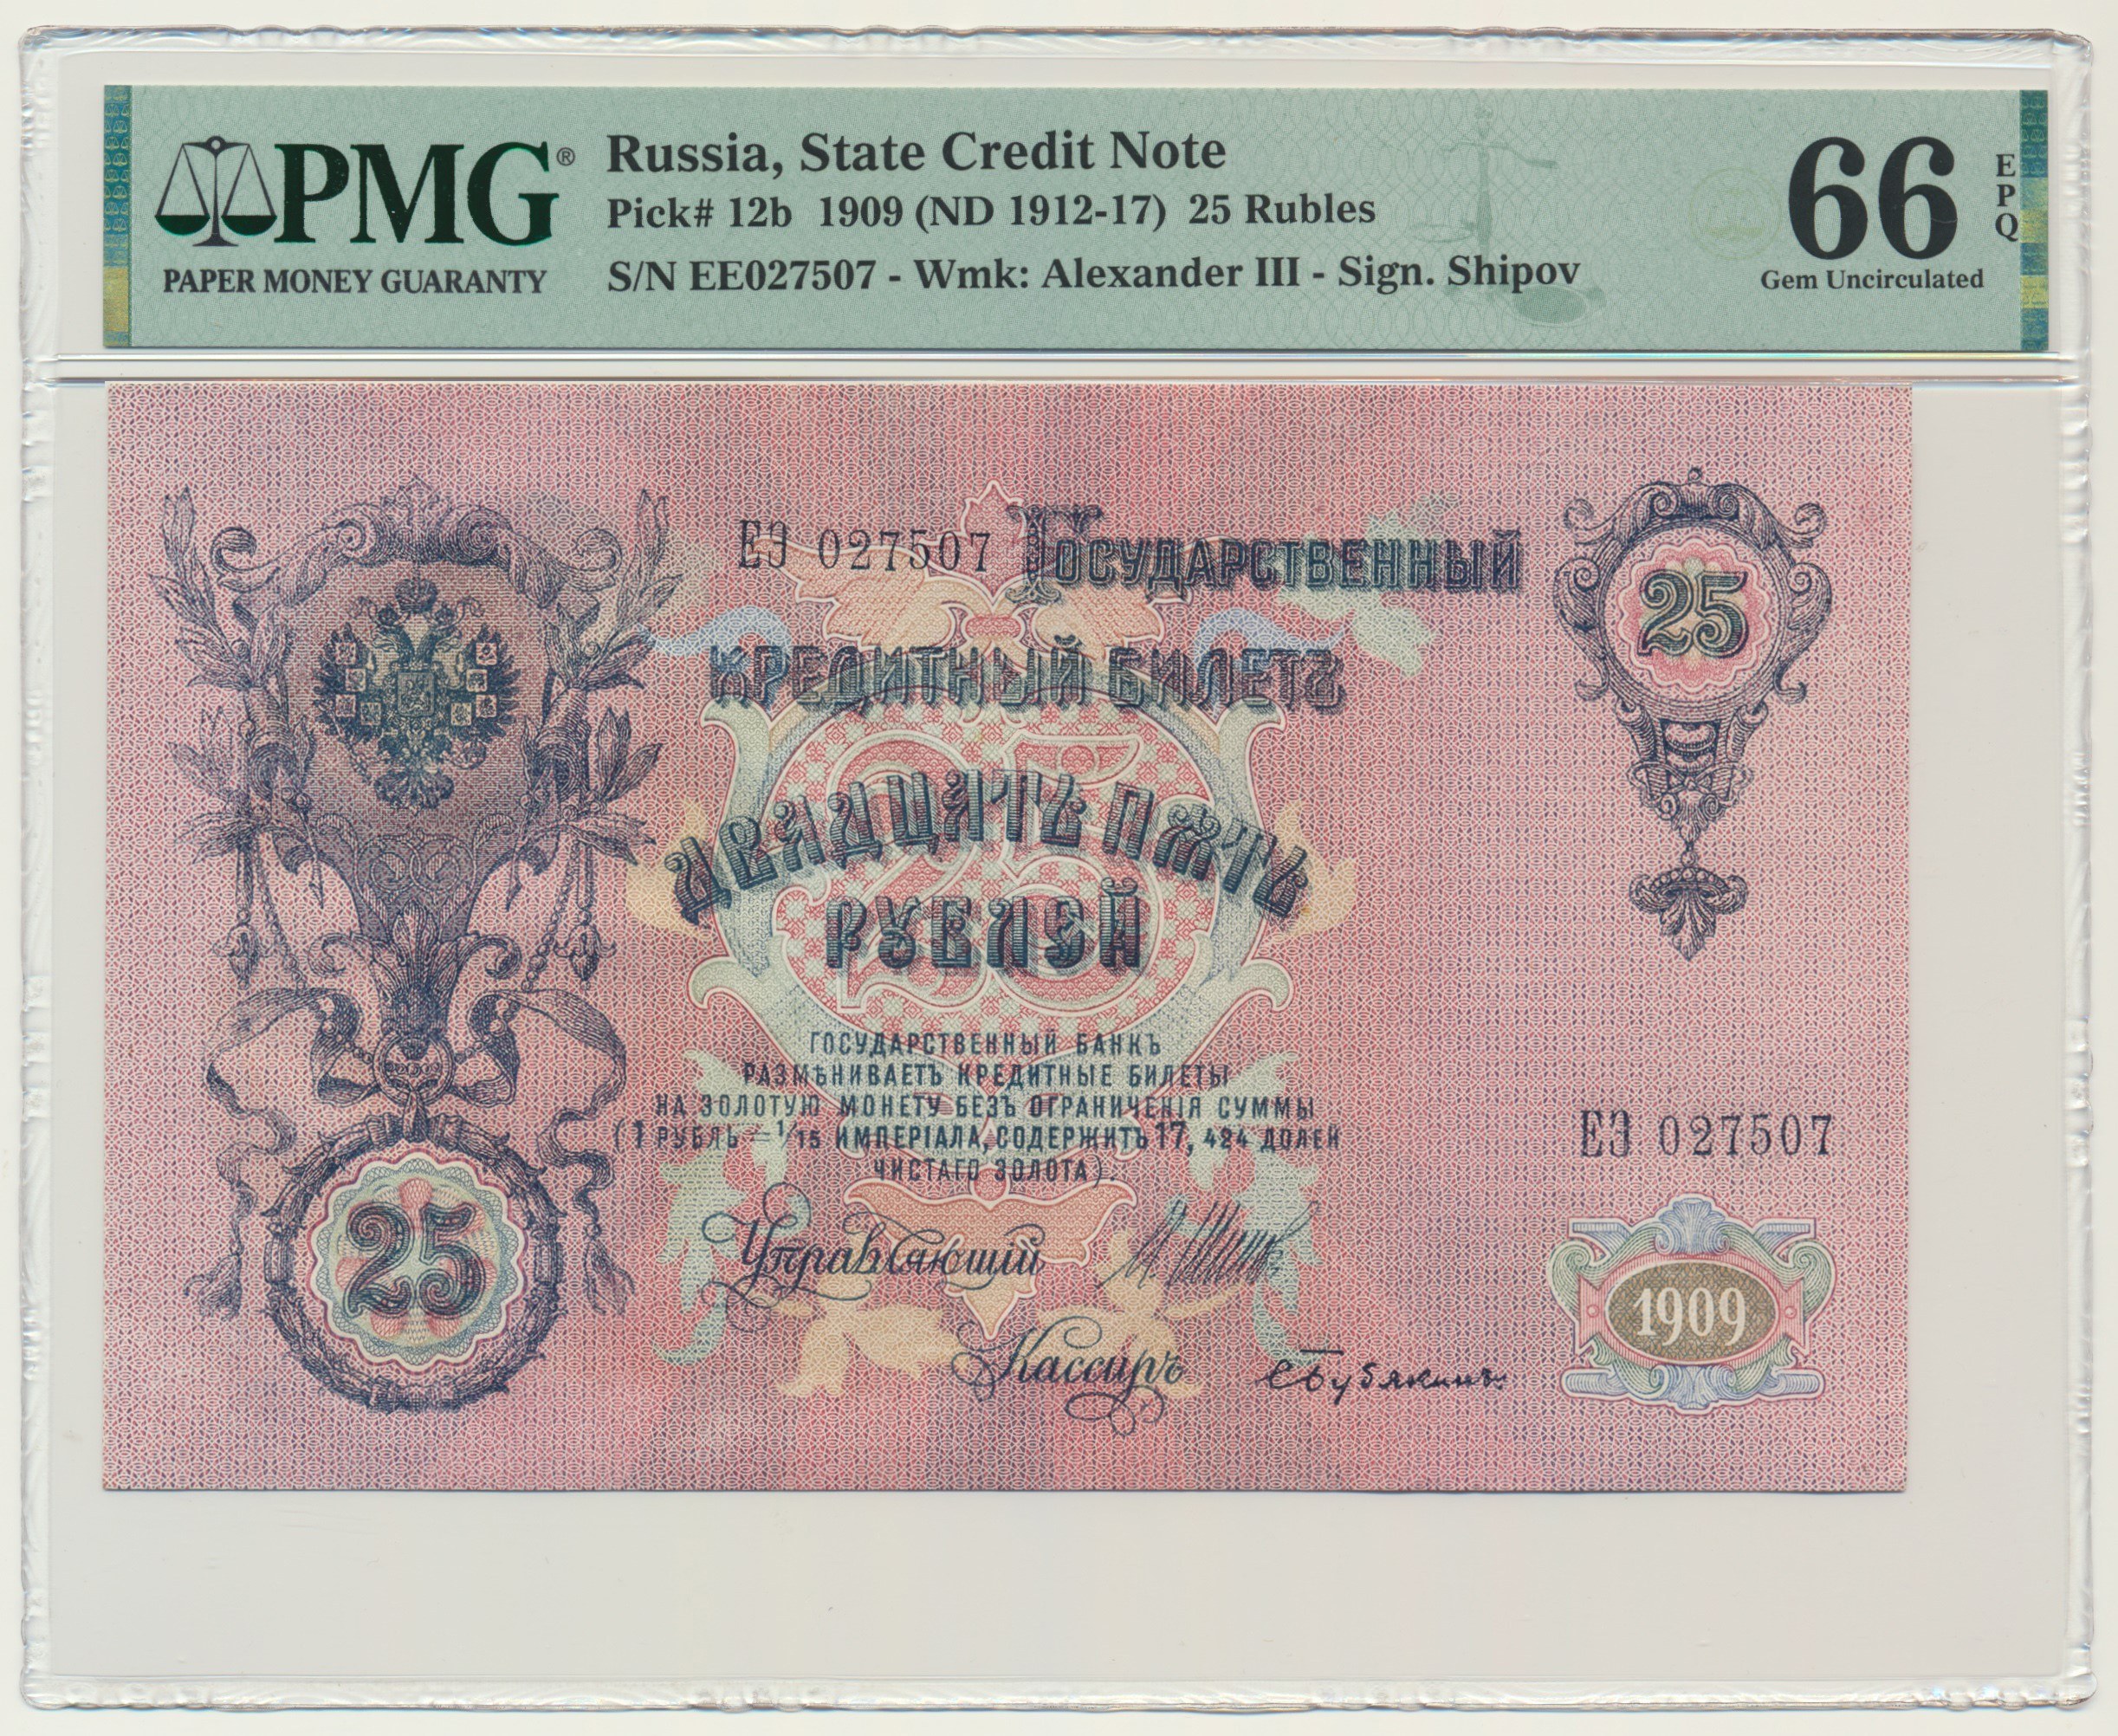 PMG®
PAPER MONEY GUARANTY
Russia, State Credit Note
Pick# 12b 1909 (ND 1912-17) 25 Rubles
S/N EE027507 - Wmk: Alexander III - Sign. Shipov
66
EPQ
Gem Uncirculated
ЕЭ 027507 ГОСУДАРСТВЕННЫЙ
25
КРЕДИТНЫЙ БИЛЕТЪ
25
ДВАДЦАТЬ ПЯТЬ
РУБЛЕЙ
ГОСУДАРСТВЕННЫЙ БАНКЪ
РАЗМѢНИВАЕТЪ КРЕДИТНЫЕ БИЛЕТЫ
НА ЗОЛОТУЮ МОНЕТУ БЕЗЪ ОГРАНИЧЕНІЯ СУММЫ
(1 РУБЛЬ = 1/15 ИМПЕРІАЛА, СОДЕРЖИТЪ 17, 424 ДОЛЕЙ
ЧИСТАГО ЗОЛОТА).
ЕЭ 027507
25
Управляющій
Кассиръ
1909